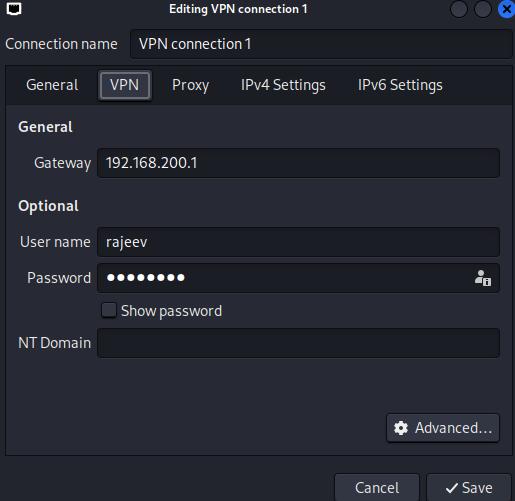 Editing VPN connection 1
Connection name VPN connection 1
General VPN Proxy IPv4 Settings IPv6 Settings
General
Gateway 192.168.200.1
Optional
User name rajeev
Password ●●●●●●●●
Show password
NT Domain
Advanced...
Cancel Save